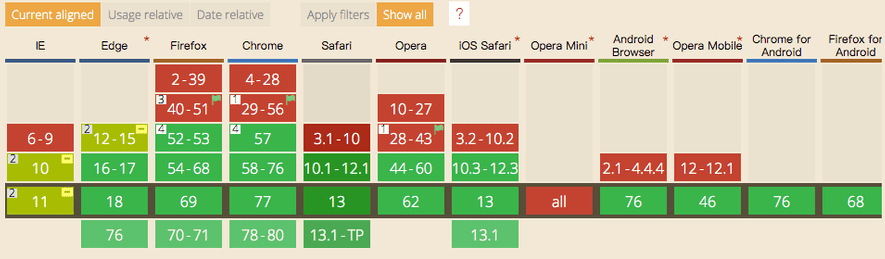 Current aligned Usage relative Date relative Apply filters Show all ?
IE Edge * Firefox Chrome Safari Opera iOS Safari * Opera Mini * Android Browser * Opera Mobile * Chrome for Android Firefox for Android
2-39 4-28
3 40-51 1 29-56 10-27
6-9 2 12-15 4 52-53 4 57 3.1-10 1 28-43 3.2-10.2
2 10 16-17 54-68 58-76 10.1-12.1 44-60 10.3-12.3 2.1-4.4.4 12-12.1
2 11 18 69 77 13 62 13 all 76 46 76 68
76 70-71 78-80 13.1-TP 13.1